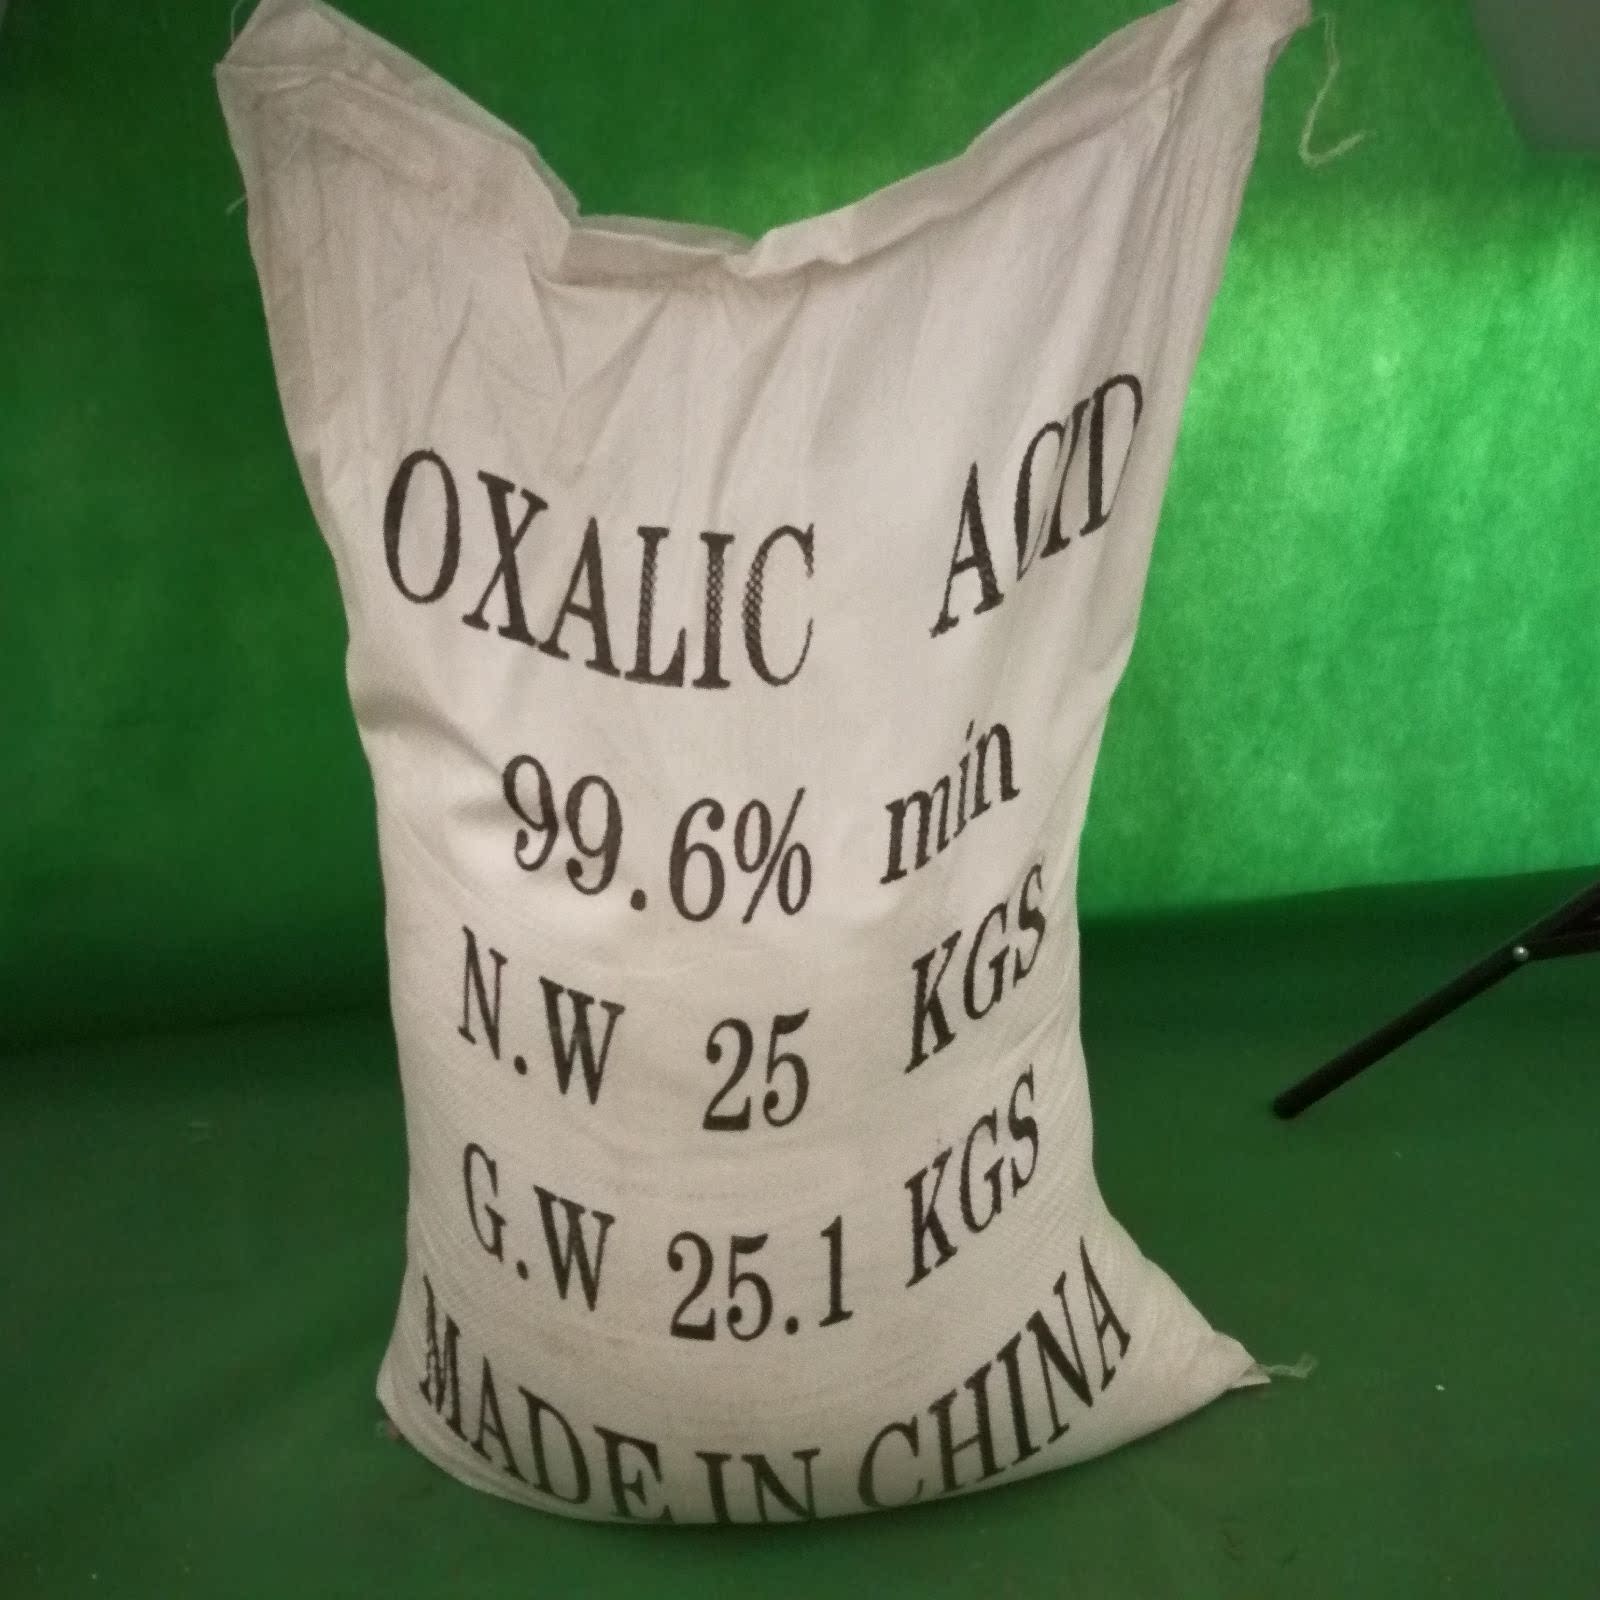 OXALIC ACID
99.6% min
N.W 25 KGS
G.W 25.1 KGS
MADE IN CHINA